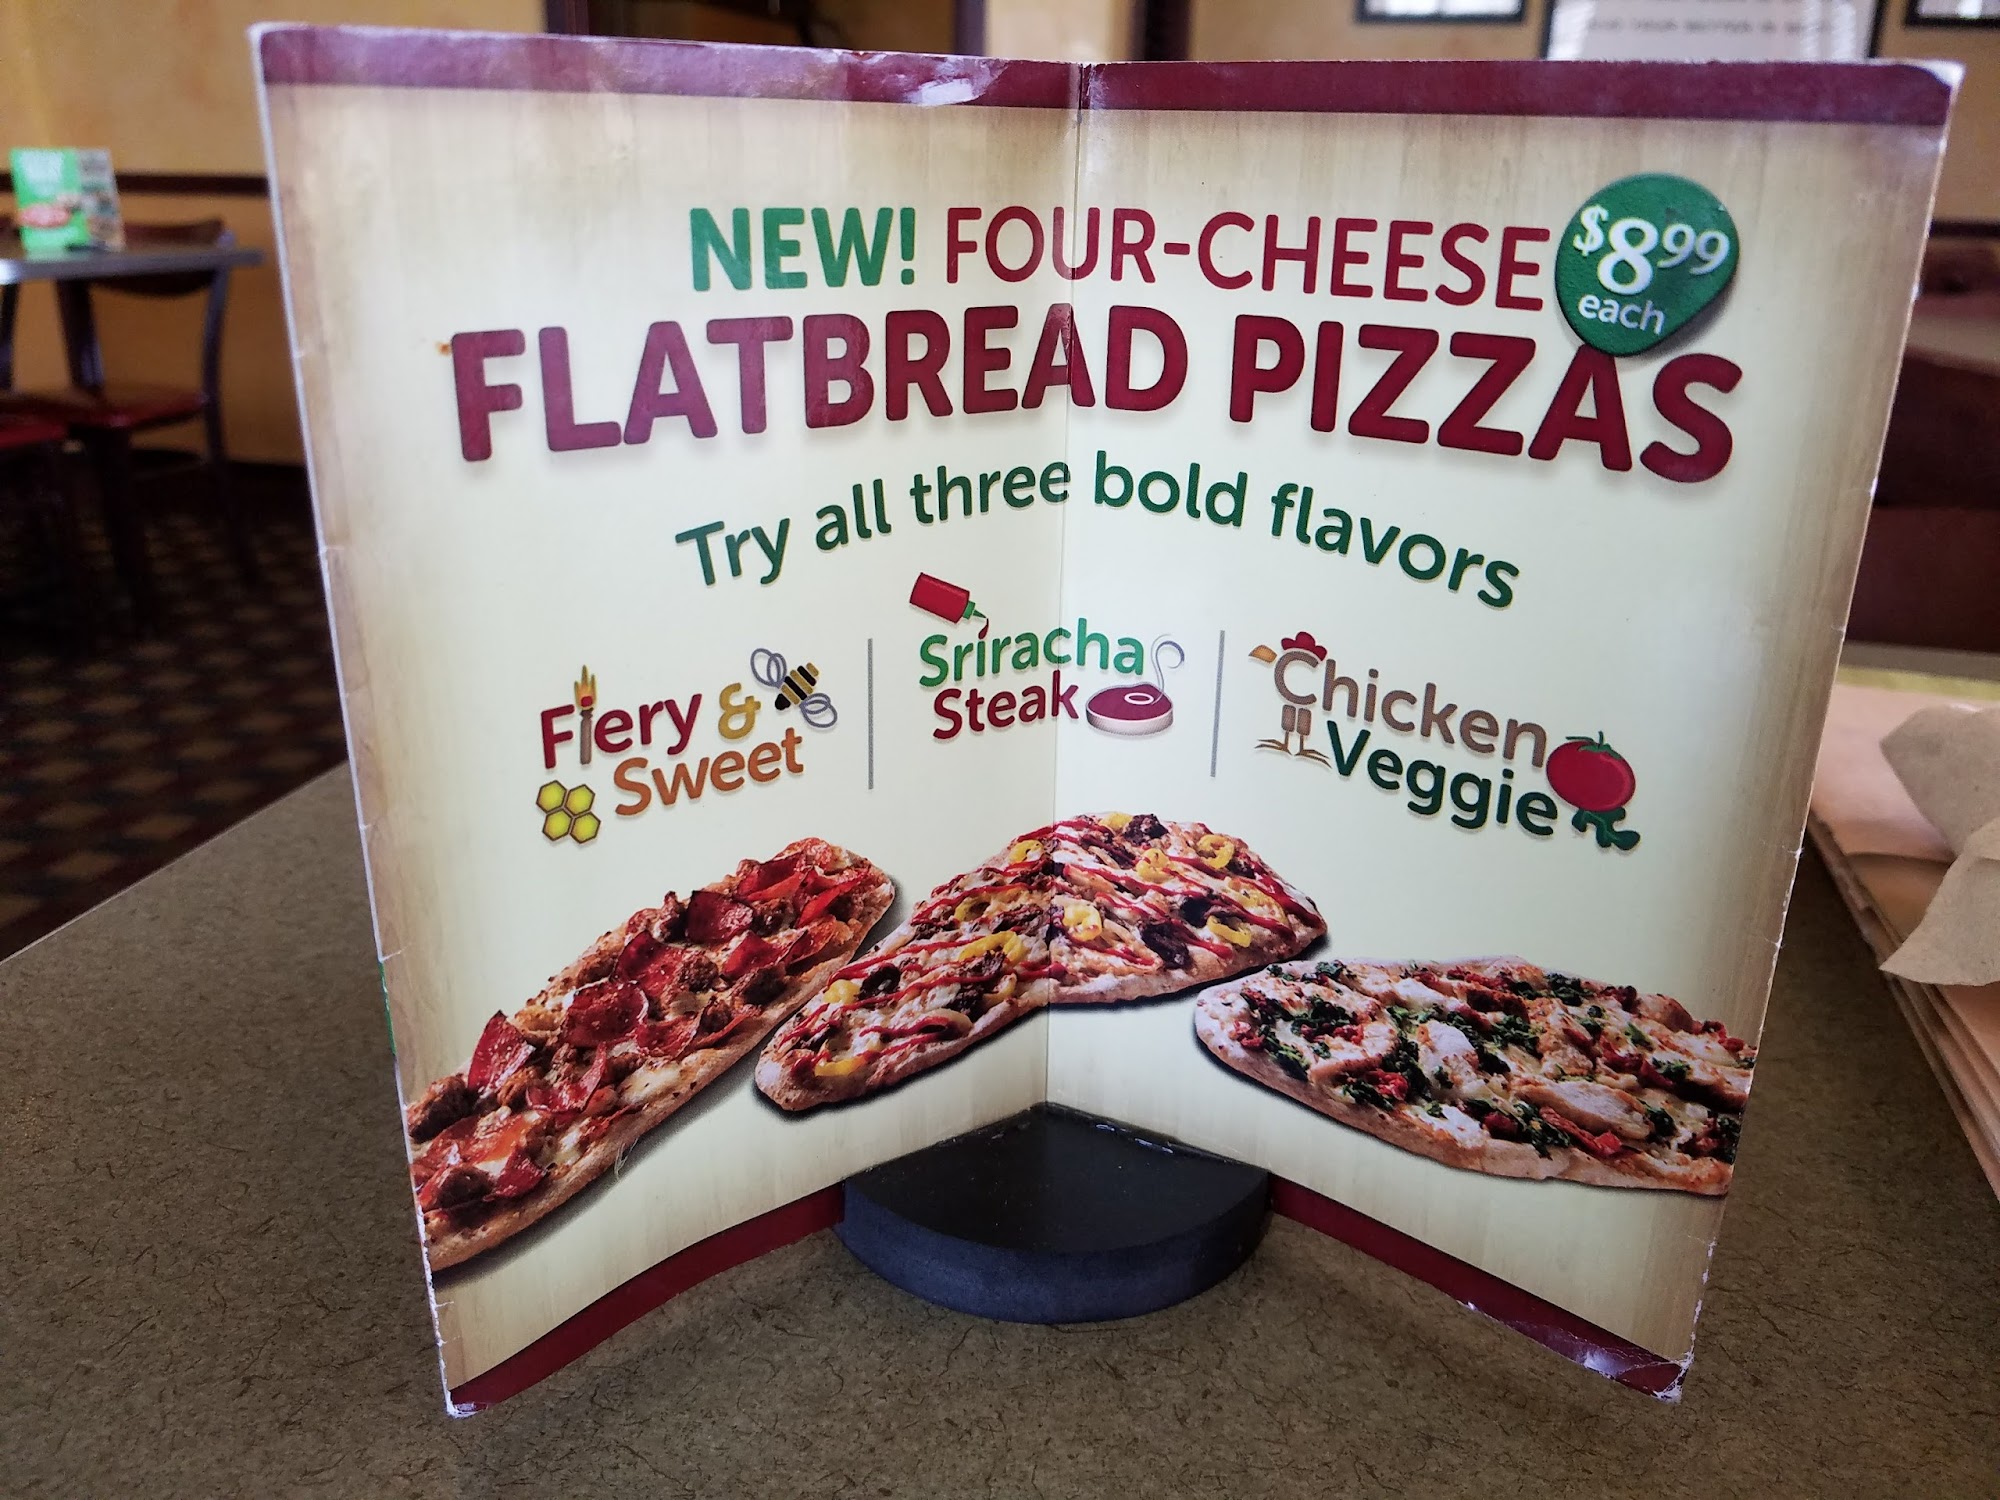 NEW! FOUR-CHEESE
$8.99
each
FLATBREAD PIZZAS
Try all three bold flavors
Fiery &
Sweet
Sriracha
Steak
Chicken
Veggie